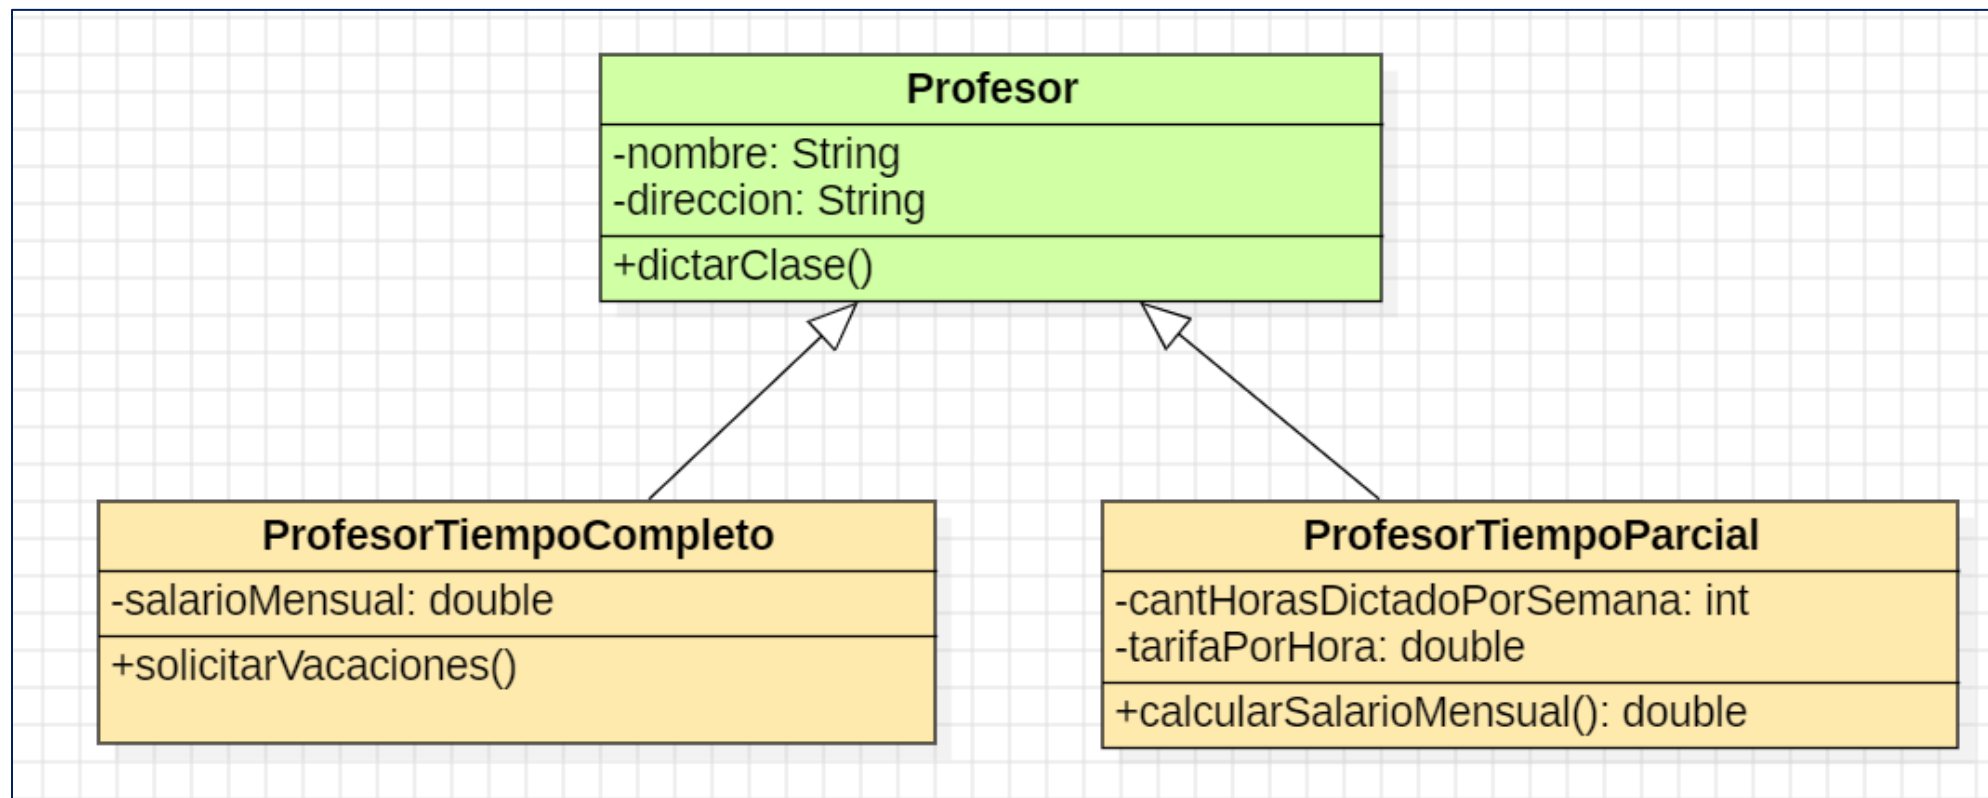 Profesor
-nombre: String
-direccion: String
+dictarClase()
ProfesorTiempoCompleto
-salarioMensual: double
+solicitarVacaciones()
ProfesorTiempoParcial
-cantHorasDictadoPorSemana: int
-tarifaPorHora: double
+calcularSalarioMensual(): double